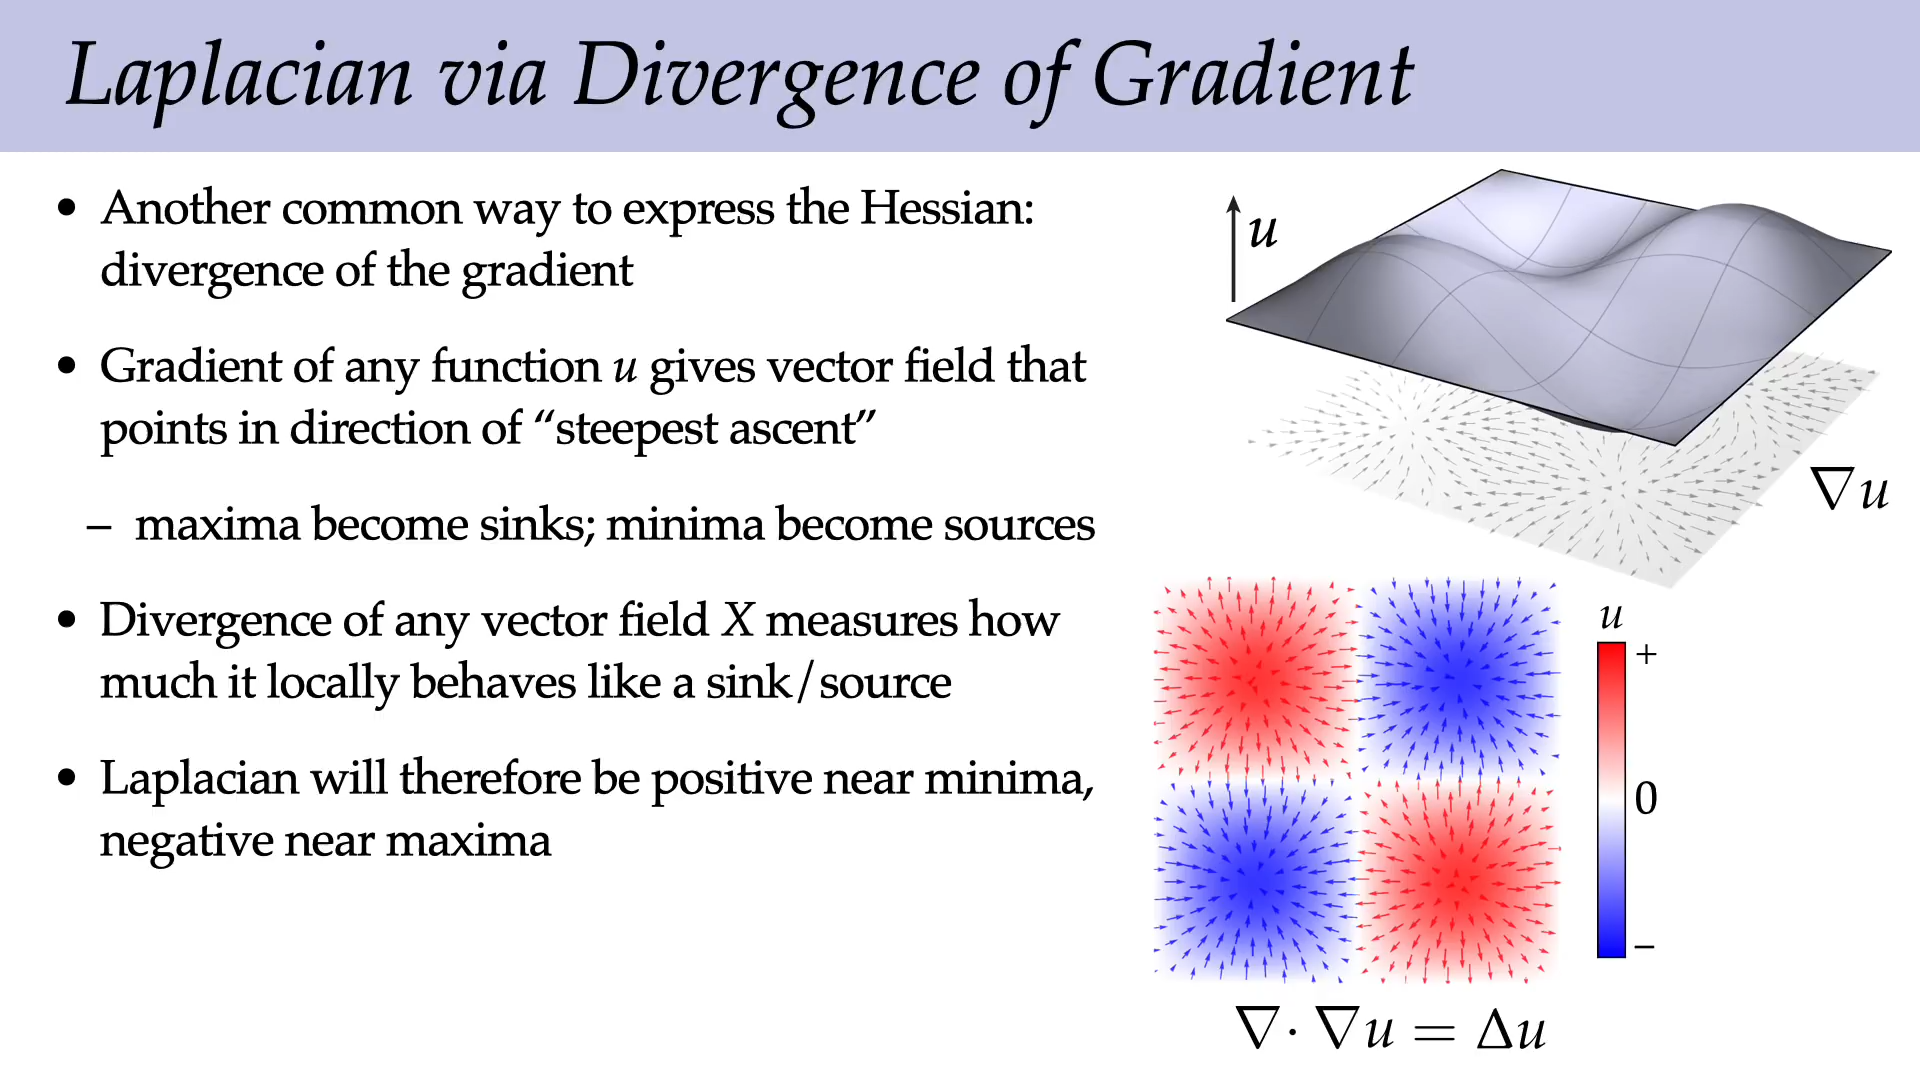 Laplacian via Divergence of Gradient
• Another common way to express the Hessian:
divergence of the gradient
• Gradient of any function u gives vector field that
points in direction of “steepest ascent”
– maxima become sinks; minima become sources
• Divergence of any vector field X measures how
much it locally behaves like a sink/source
• Laplacian will therefore be positive near minima,
negative near maxima
u
∇u
u
+
0
−
∇· ∇u = Δu